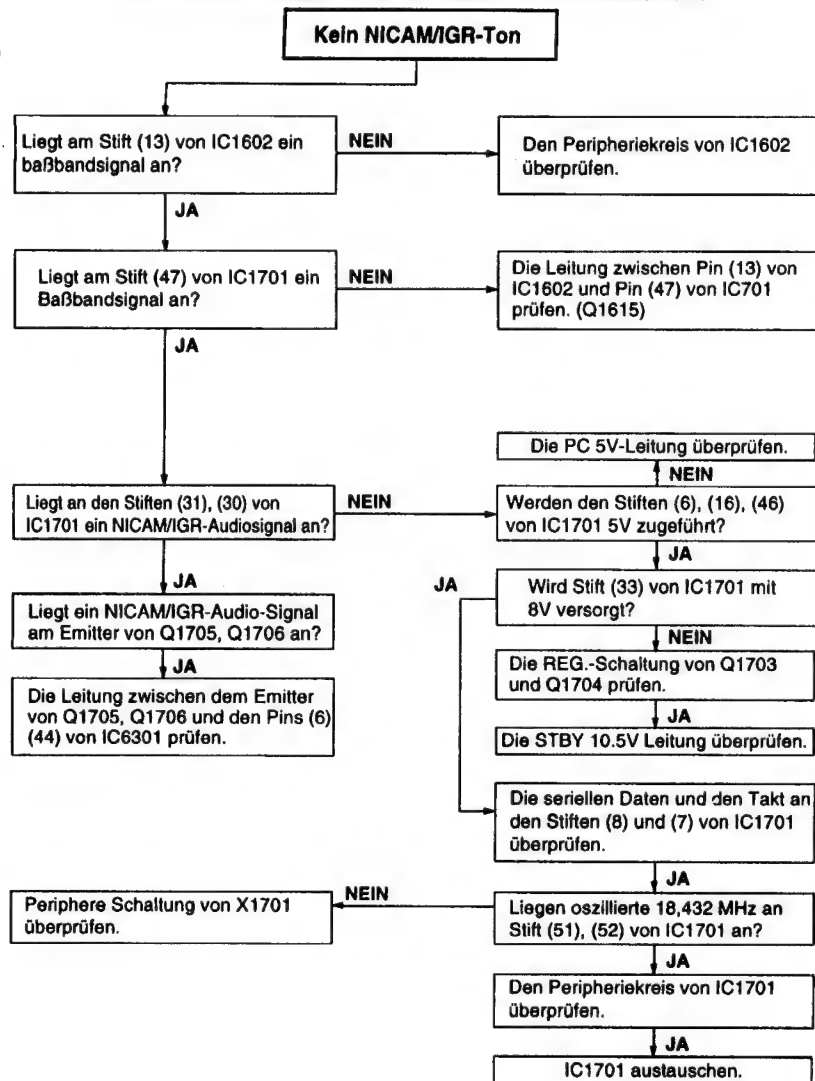 Kein NICAM/IGR-Ton
Liegt am Stift (13) von IC1602 ein
baßbandsignal an?
NEIN
Den Peripheriekreis von IC1602
überprüfen.
JA
Liegt am Stift (47) von IC1701 ein
Baßbandsignal an?
NEIN
Die Leitung zwischen Pin (13) von
IC1602 und Pin (47) von IC701
prüfen. (Q1615)
JA
Die PC 5V-Leitung überprüfen.
NEIN
Liegt an den Stiften (31), (30) von
IC1701 ein NICAM/IGR-Audiosignal an?
NEIN
Werden den Stiften (6), (16), (46)
von IC1701 5V zugeführt?
JA
JA
Liegt ein NICAM/IGR-Audio-Signal
am Emitter von Q1705, Q1706 an?
JA
Wird Stift (33) von IC1701 mit
8V versorgt?
NEIN
JA
Die Leitung zwischen dem Emitter
von Q1705, Q1706 und den Pins (6)
(44) von IC6301 prüfen.
Die REG.-Schaltung von Q1703
und Q1704 prüfen.
JA
Die STBY 10.5V Leitung überprüfen.
Die seriellen Daten und den Takt an
den Stiften (8) und (7) von IC1701
überprüfen.
JA
Periphere Schaltung von X1701
überprüfen.
NEIN
Liegen oszillierte 18,432 MHz an
Stift (51), (52) von IC1701 an?
JA
Den Peripheriekreis von IC1701
überprüfen.
JA
IC1701 austauschen.